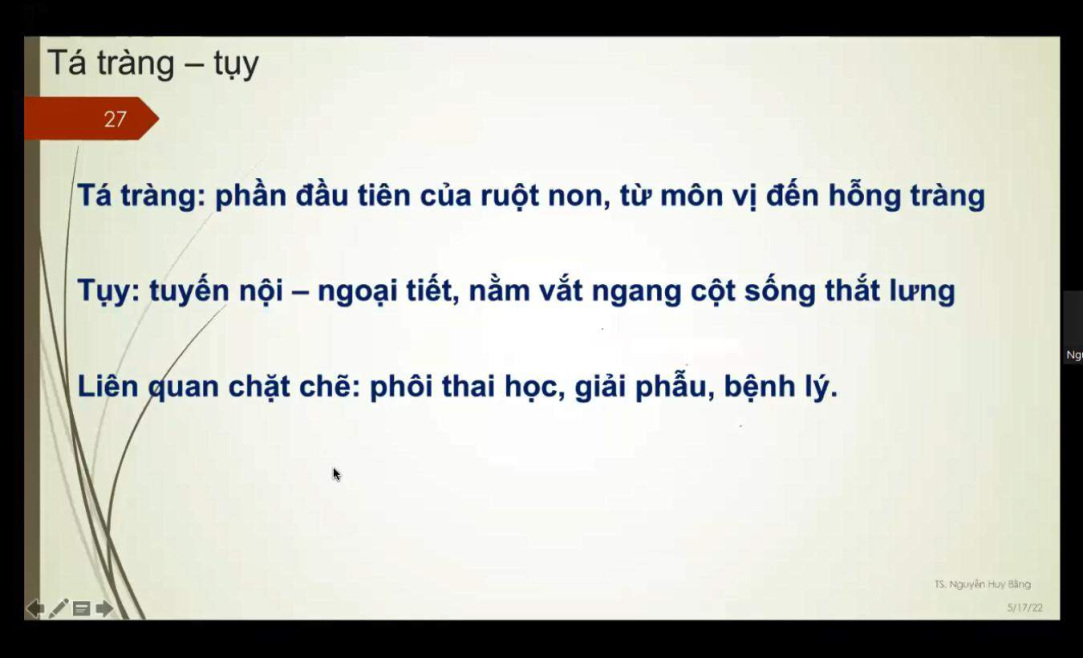 Tá tràng – tụy
27
Tá tràng: phần đầu tiên của ruột non, từ môn vị đến hỗng tràng
Tụy: tuyến nội – ngoại tiết, nằm vắt ngang cột sống thắt lưng
Liên quan chặt chẽ: phôi thai học, giải phẫu, bệnh lý.
Ngu
TS. Nguyễn Huy Bằng
5/17/22